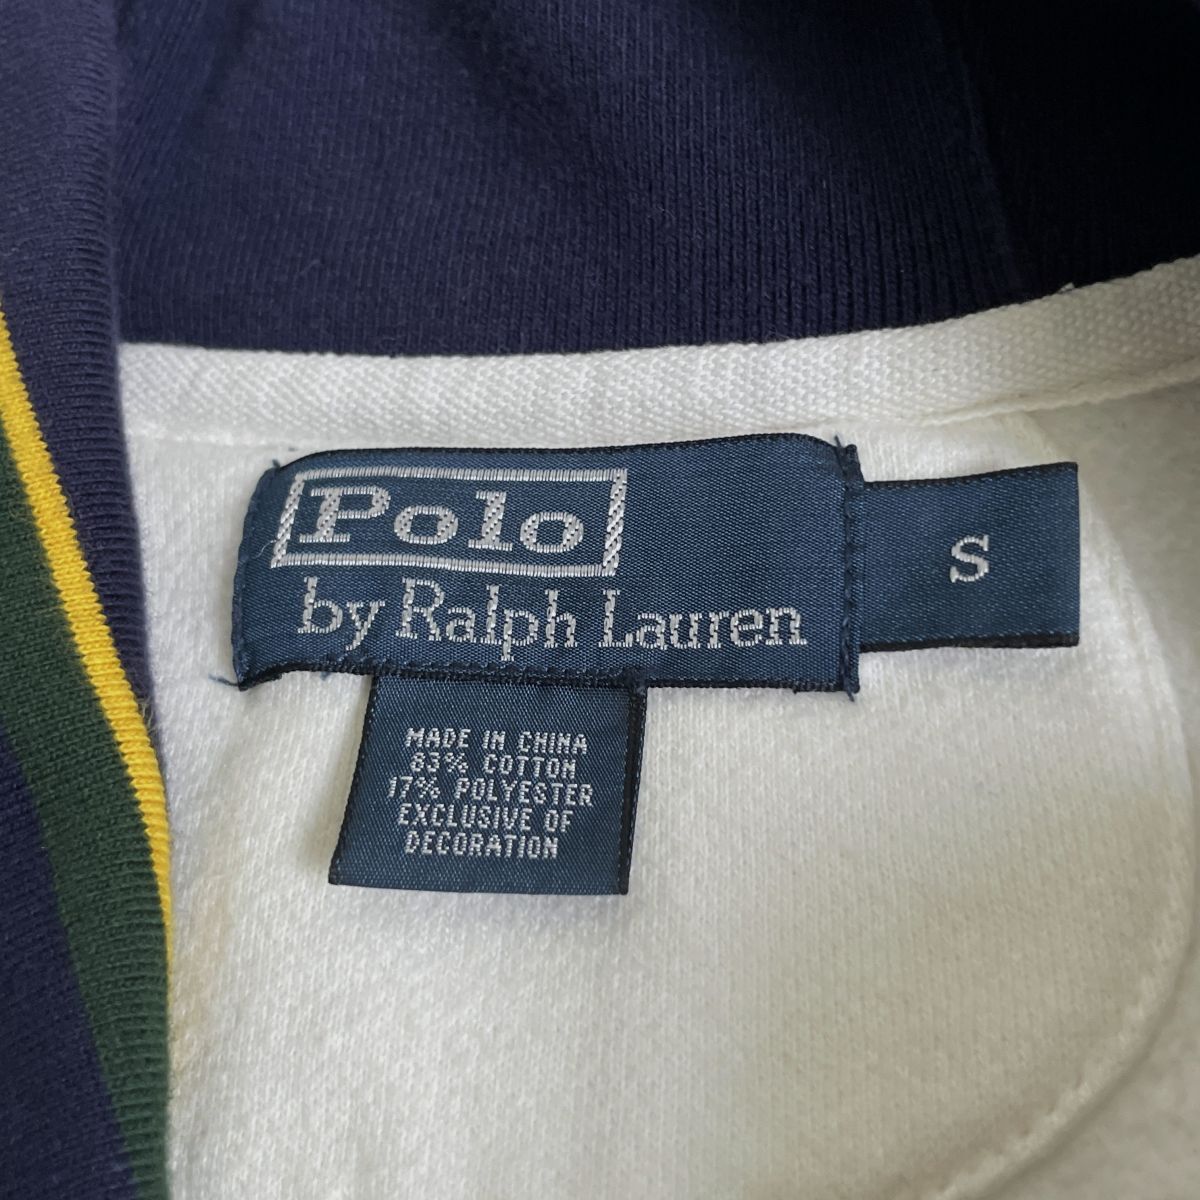 Polo
by Ralph Lauren
S
MADE IN CHINA
83% COTTON
17% POLYESTER
EXCLUSIVE OF
DECORATION